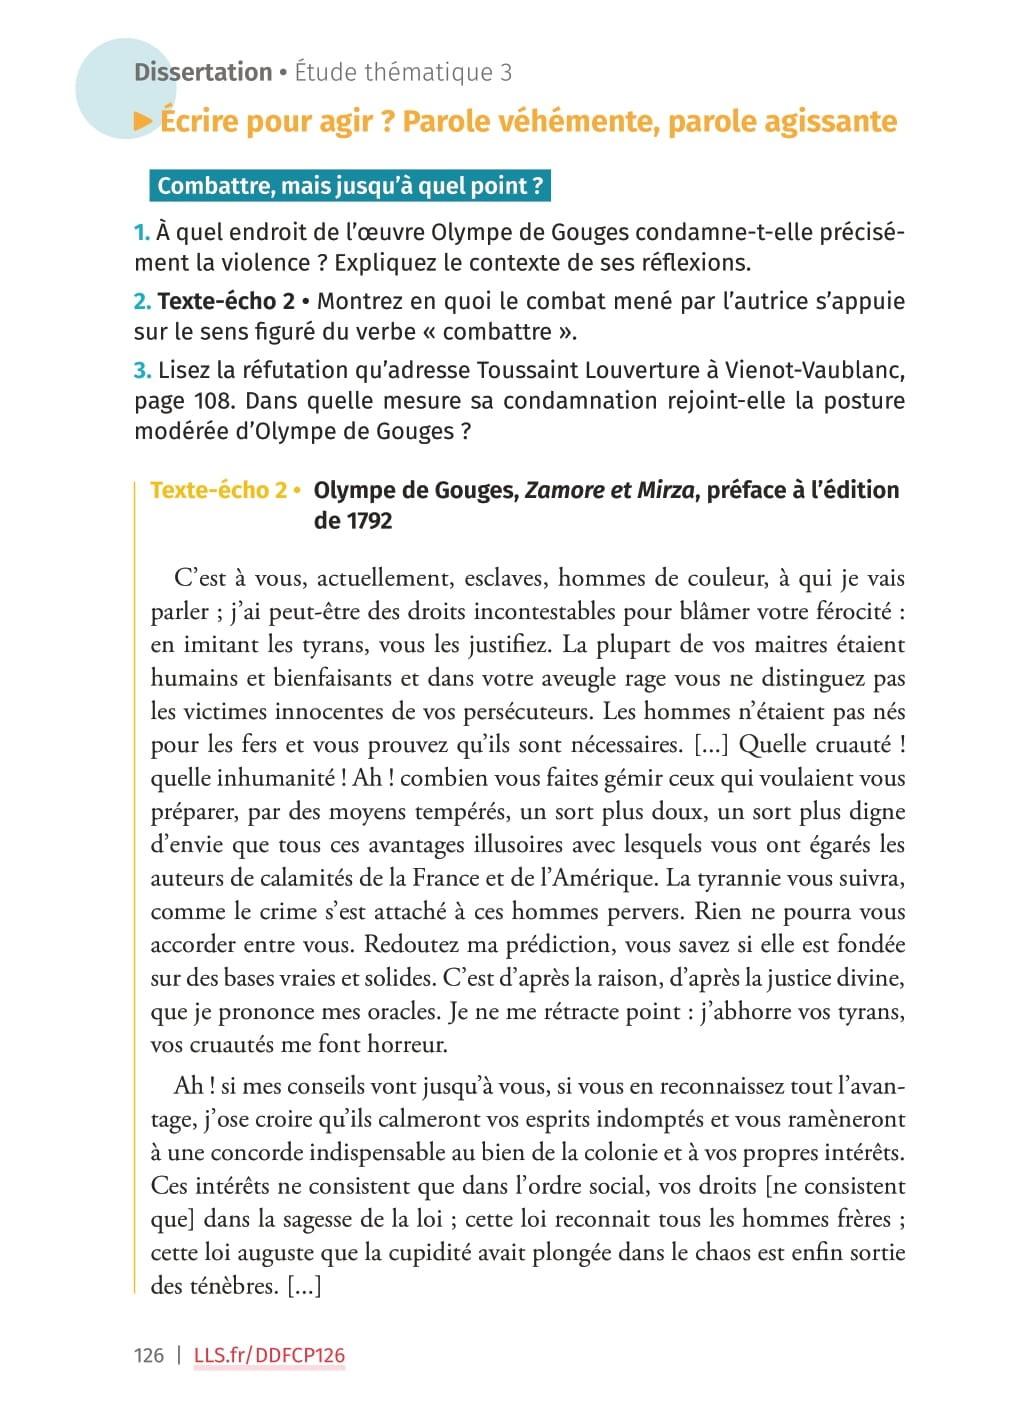 Dissertation • Étude thématique 3
▶ Écrire pour agir ? Parole véhémente, parole agissante
Combattre, mais jusqu'à quel point ?
1. À quel endroit de l'œuvre Olympe de Gouges condamne-t-elle précisé-
ment la violence ? Expliquez le contexte de ses réflexions.
2. Texte-écho 2 • Montrez en quoi le combat mené par l'autrice s'appuie
sur le sens figuré du verbe « combattre ».
3. Lisez la réfutation qu'adresse Toussaint Louverture à Vienot-Vaublanc,
page 108. Dans quelle mesure sa condamnation rejoint-elle la posture
modérée d'Olympe de Gouges ?
Texte-écho 2 • Olympe de Gouges, Zamore et Mirza, préface à l'édition
de 1792
C'est à vous, actuellement, esclaves, hommes de couleur, à qui je vais
parler ; j'ai peut-être des droits incontestables pour blâmer votre férocité :
en imitant les tyrans, vous les justifiez. La plupart de vos maitres étaient
humains et bienfaisants et dans votre aveugle rage vous ne distinguez pas
les victimes innocentes de vos persécuteurs. Les hommes n'étaient pas nés
pour les fers et vous prouvez qu'ils sont nécessaires. [...] Quelle cruauté !
quelle inhumanité ! Ah ! combien vous faites gémir ceux qui voulaient vous
préparer, par des moyens tempérés, un sort plus doux, un sort plus digne
d'envie que tous ces avantages illusoires avec lesquels vous ont égarés les
auteurs de calamités de la France et de l'Amérique. La tyrannie vous suivra,
comme le crime s'est attaché à ces hommes pervers. Rien ne pourra vous
accorder entre vous. Redoutez ma prédiction, vous savez si elle est fondée
sur des bases vraies et solides. C'est d'après la raison, d'après la justice divine,
que je prononce mes oracles. Je ne me rétracte point : j'abhorre vos tyrans,
vos cruautés me font horreur.
Ah ! si mes conseils vont jusqu'à vous, si vous en reconnaissez tout l'avan-
tage, j'ose croire qu'ils calmeront vos esprits indomptés et vous ramèneront
à une concorde indispensable au bien de la colonie et à vos propres intérêts.
Ces intérêts ne consistent que dans l'ordre social, vos droits [ne consistent
que] dans la sagesse de la loi ; cette loi reconnait tous les hommes frères ;
cette loi auguste que la cupidité avait plongée dans le chaos est enfin sortie
des ténèbres. [...]
126 | LLS.fr/DDFCP126